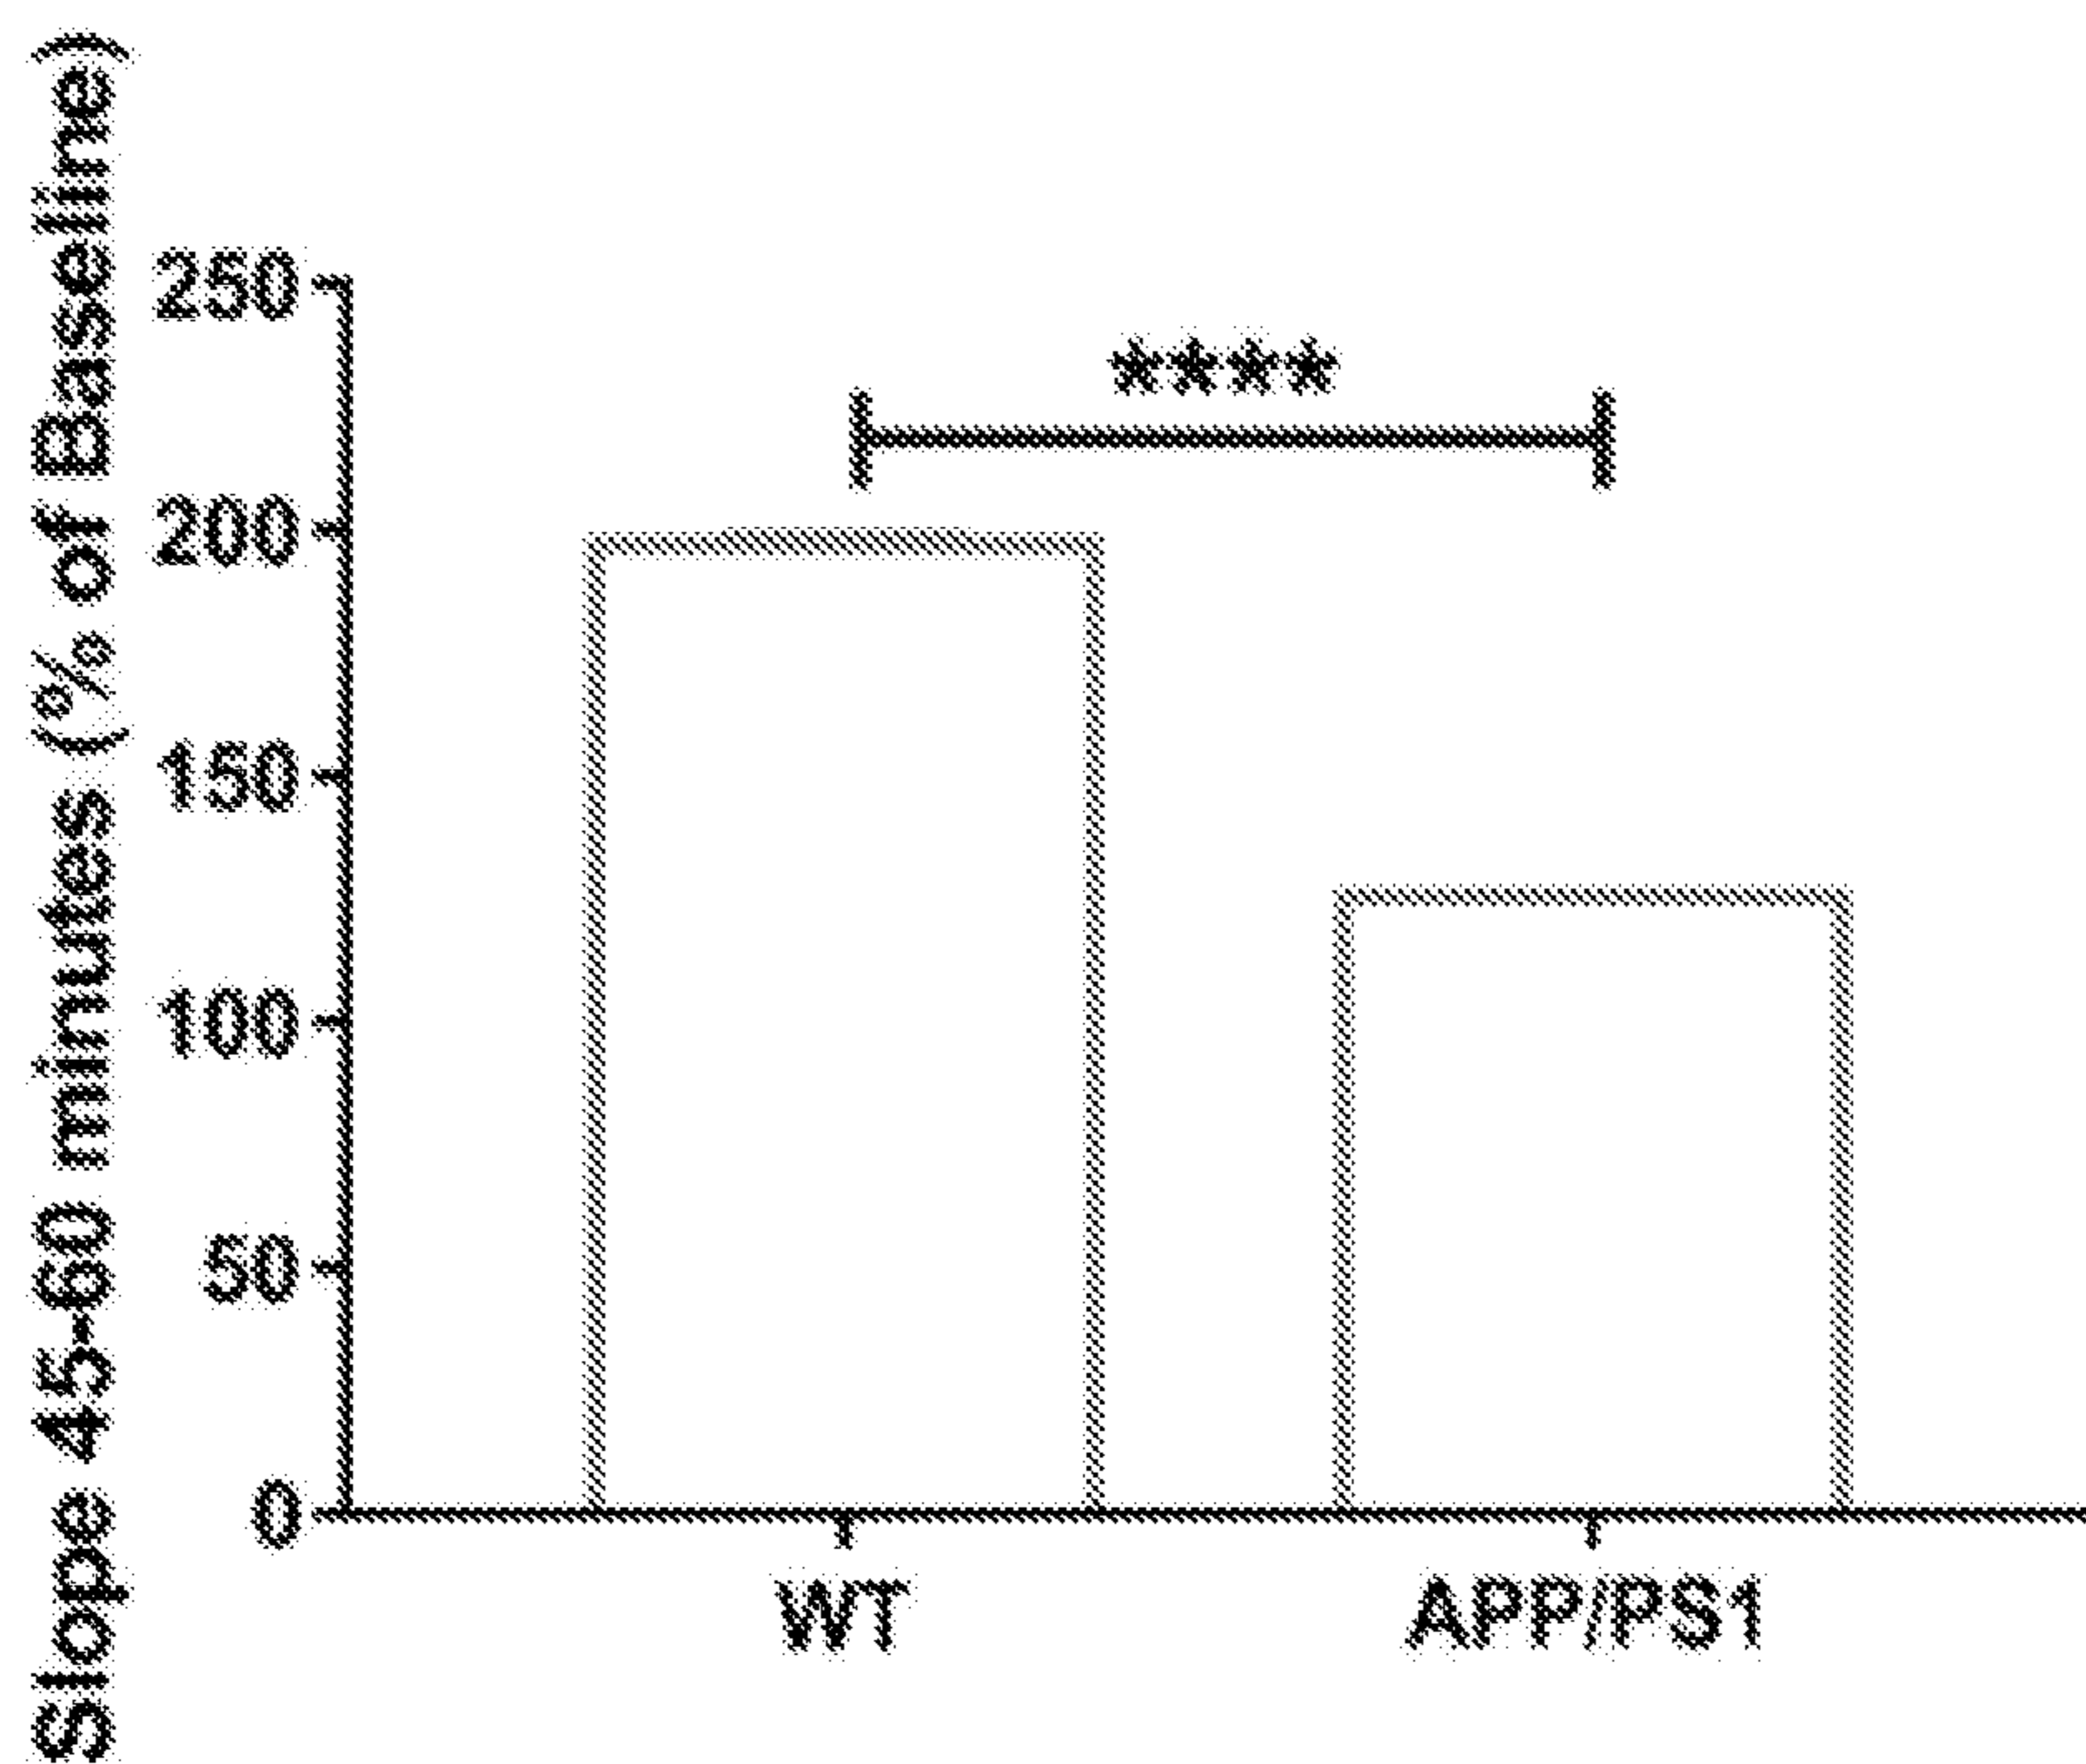 Slope 45-60 minutes (% of Baseline)
250
200
150
100
50
0
****
WT
APP/PS1